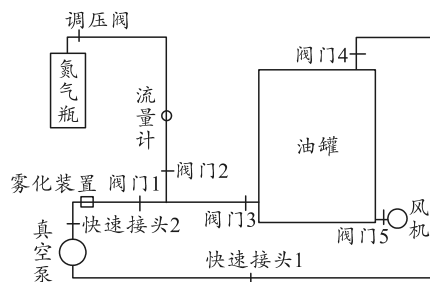 调压阀
氮气瓶
流量计
阀门4
油罐
阀门2
雾化装置
阀门1
快速接头2
阀门3
阀门5
风机
真空泵
快速接头1